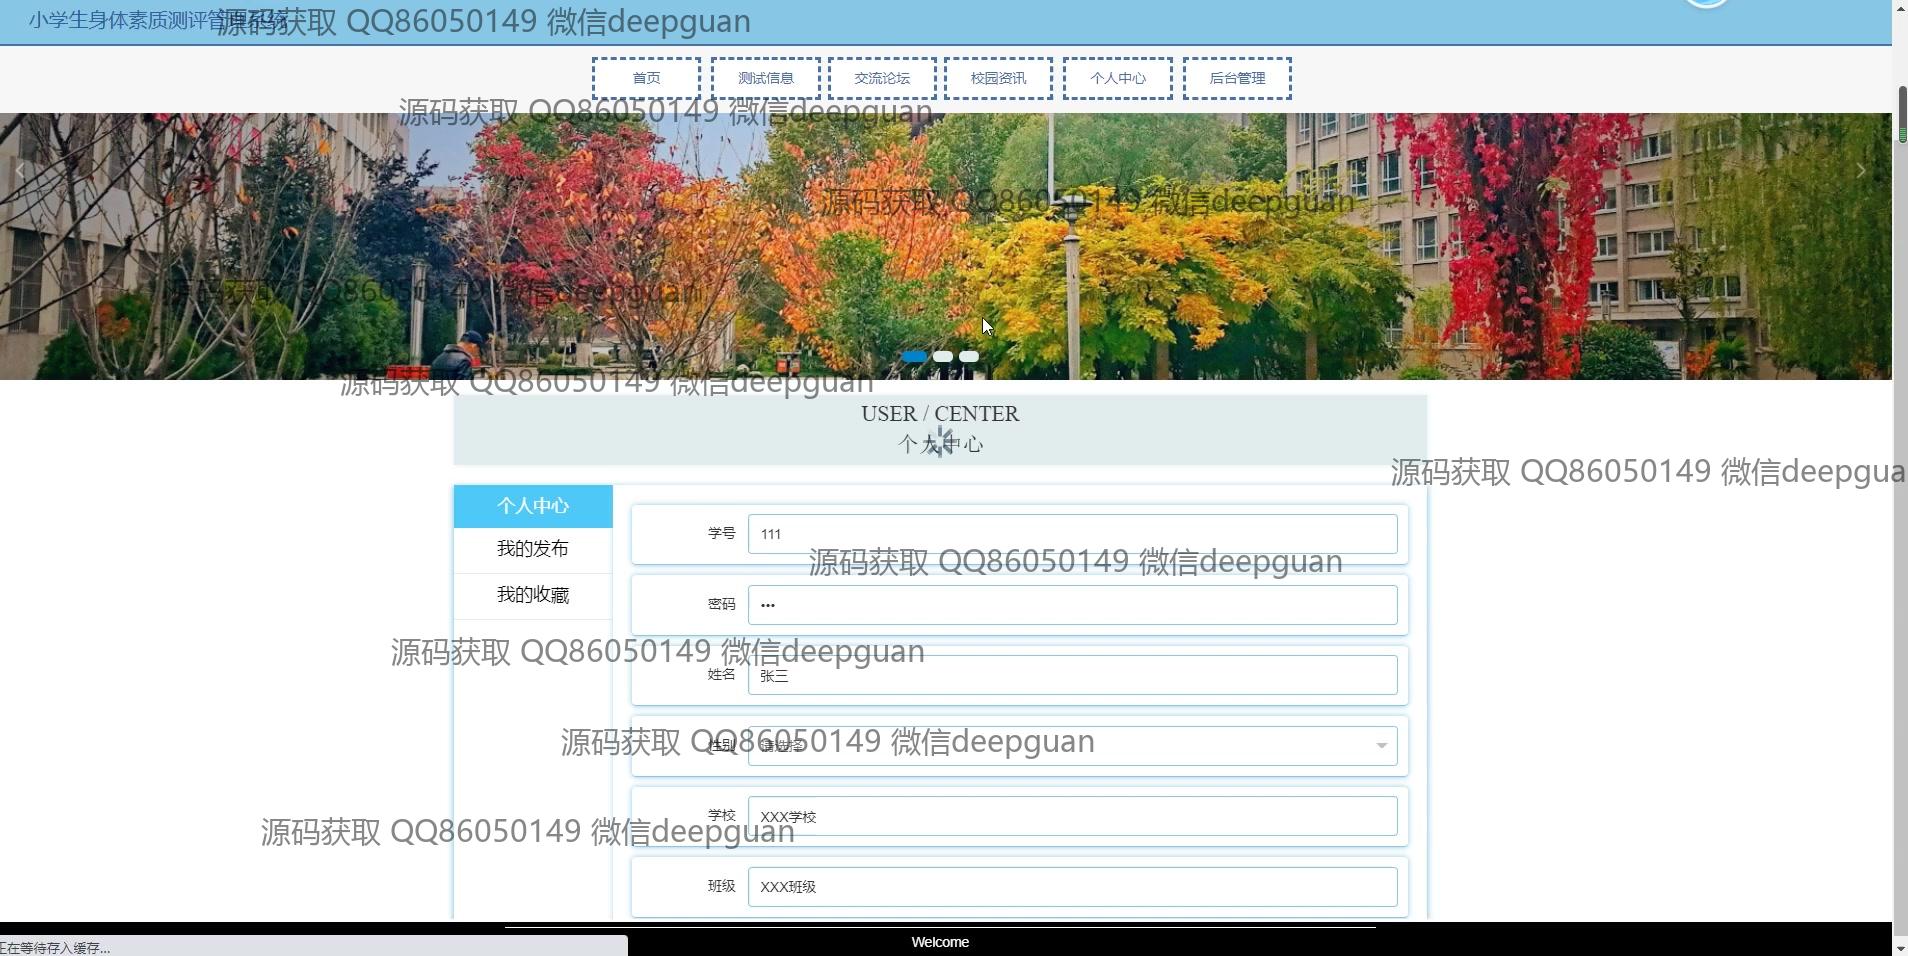 小学生身体素质测评管理系统
源码获取 QQ86050149 微信deepguan
首页
测试信息
交流论坛
校园资讯
个人中心
后台管理
源码获取 QQ86050149 微信deepguan
源码获取 QQ86050149 微信deepguan
源码获取 QQ86050149 微信deepguan
源码获取 QQ86050149 微信deepguan
USER / CENTER
个人中心
源码获取 QQ86050149 微信deepgua
个人中心
我的发布
我的收藏
学号
111
源码获取 QQ86050149 微信deepguan
密码
•••
源码获取 QQ86050149 微信deepguan
姓名
张三
源码获取 QQ86050149 微信deepguan
性别
请选择
学校
XXX学校
源码获取 QQ86050149 微信deepguan
班级
XXX班级
Welcome
正在等待存入缓存...